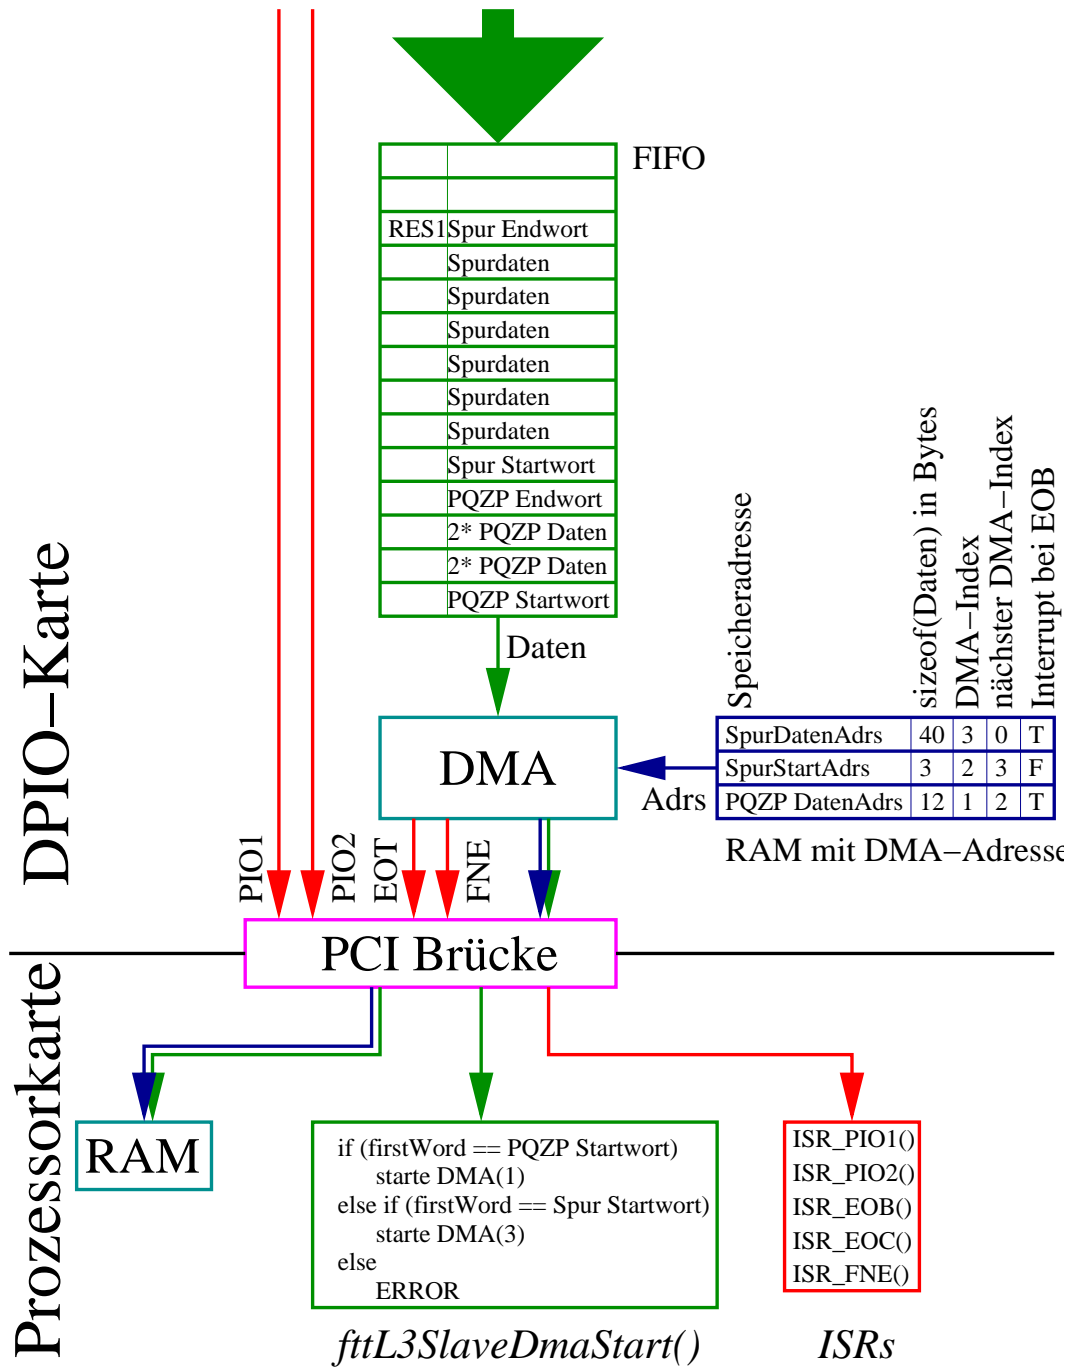 FIFO
RES1 Spur Endwort
Spurdaten
Spurdaten
Spurdaten
Spurdaten
Spurdaten
Spurdaten
Spur Startwort
PQZP Endwort
2* PQZP Daten
2* PQZP Daten
PQZP Startwort
Daten
DPIO−Karte
Speicheradresse
sizeof(Daten) in Bytes
DMA−Index
nächster DMA−Index
Interrupt bei EOB
DMA
Adrs
SpurDatenAdrs 40 3 0 T
SpurStartAdrs 3 2 3 F
PQZP DatenAdrs 12 1 2 T
RAM mit DMA−Adresse
PIO1
PIO2
EOT
FNE
PCI Brücke
Prozessorkarte
RAM
if (firstWord == PQZP Startwort)
starte DMA(1)
else if (firstWord == Spur Startwort)
starte DMA(3)
else
ERROR
fttL3SlaveDmaStart()
ISR_PIO1()
ISR_PIO2()
ISR_EOB()
ISR_EOC()
ISR_FNE()
ISRs